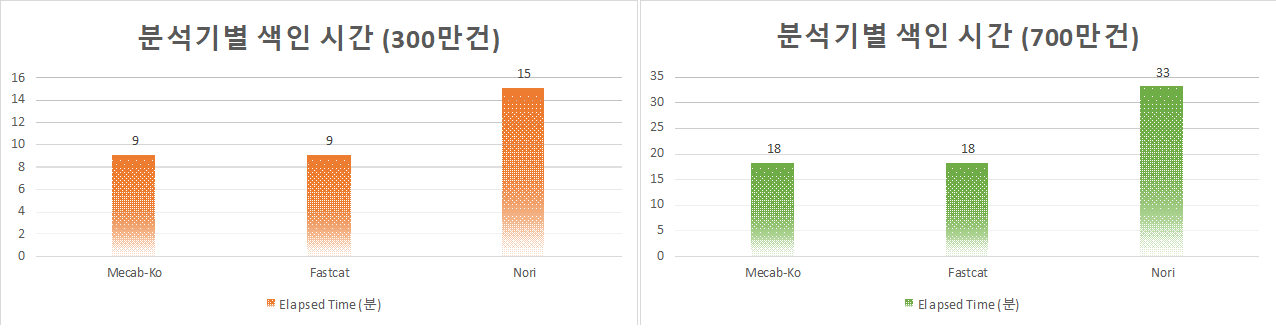 분석기별 색인 시간 (300만건)
16
14
12
10
8
6
4
2
0
15
9
9
Mecab-Ko
Fastcat
Nori
Elapsed Time (분)
분석기별 색인 시간 (700만건)
35
30
25
20
15
10
5
0
33
18
18
Mecab-Ko
Fastcat
Nori
Elapsed Time (분)